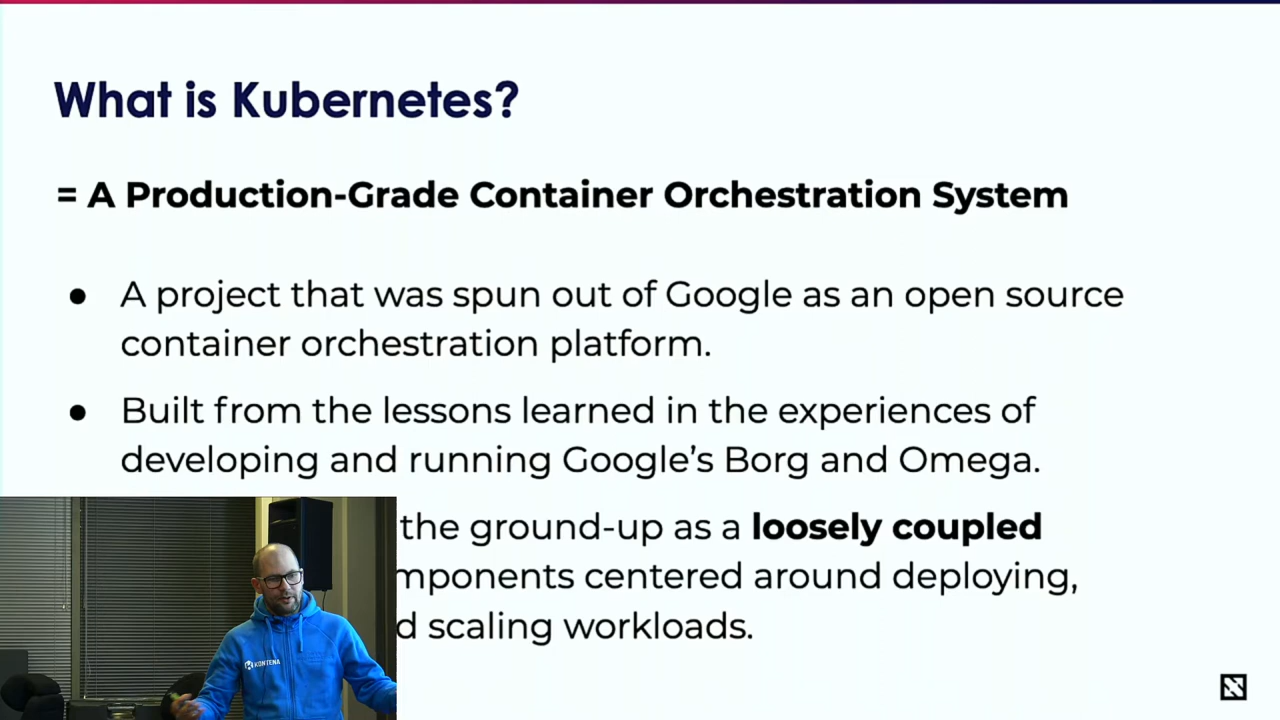 What is Kubernetes?
= A Production-Grade Container Orchestration System
● A project that was spun out of Google as an open source
container orchestration platform.
● Built from the lessons learned in the experiences of
developing and running Google’s Borg and Omega.
the ground-up as a loosely coupled
mponents centered around deploying,
d scaling workloads.
KONTENA